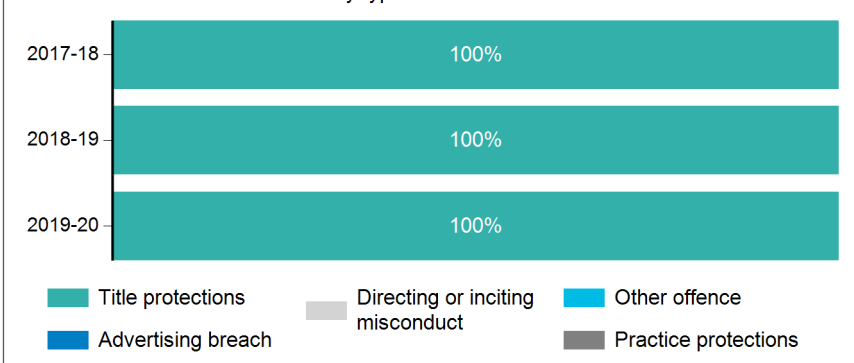 2017-18
100%
2018-19
100%
2019-20
100%
Title protections
Directing or inciting
misconduct
Other offence
Advertising breach
Practice protections